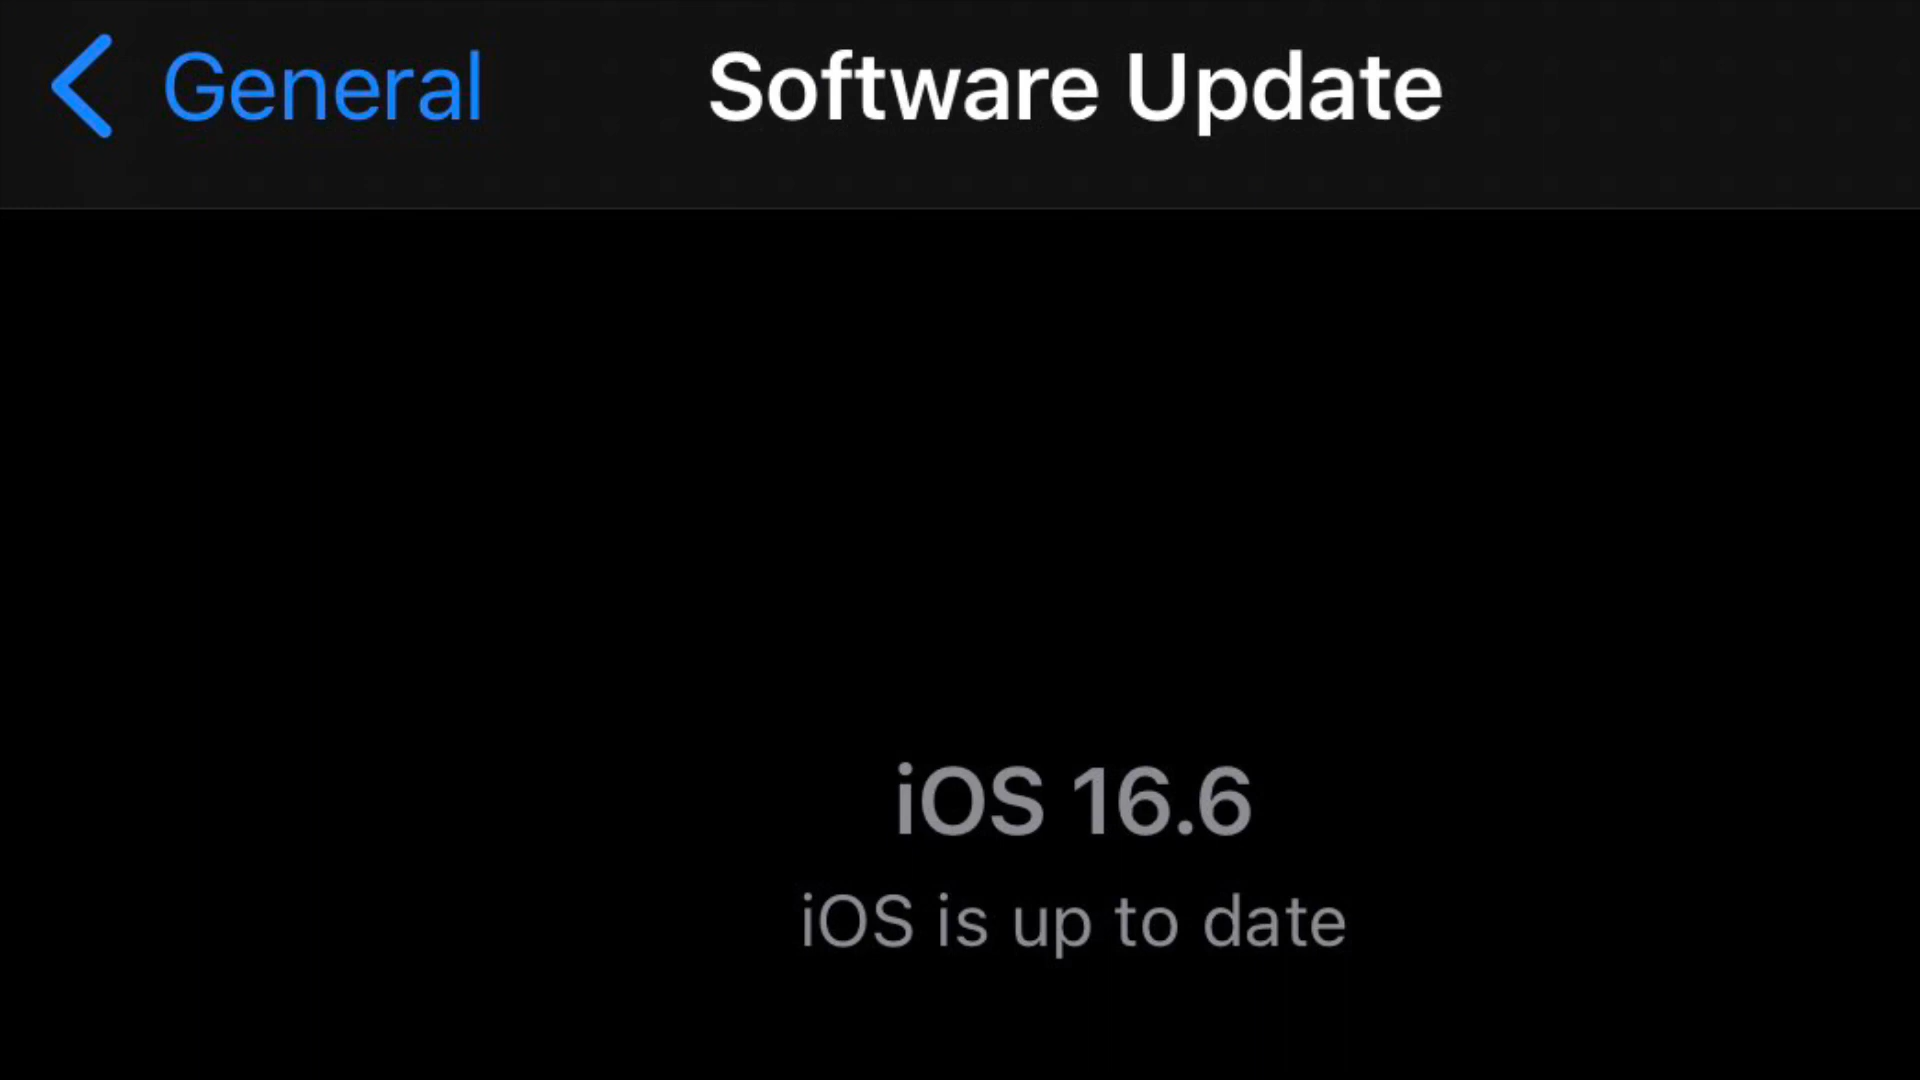 General
Software Update
iOS 16.6
iOS is up to date